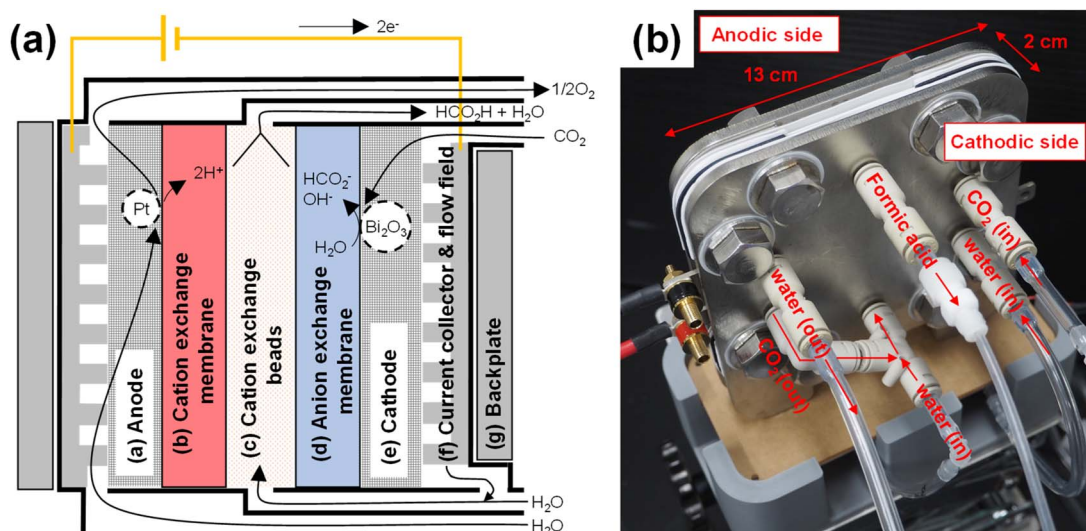 (a)
2e-
1/2O₂
HCO₂H + H₂O
CO₂
Pt
2H⁺
HCO₂⁻
OH⁻
H₂O
Bi₂O₃
(a) Anode
(b) Cation exchange
membrane
(c) Cation exchange
beads
(d) Anion exchange
membrane
(e) Cathode
(f) Current collector & flow field
(g) Backplate
H₂O
H₂O
(b)
Anodic side
2 cm
13 cm
Cathodic side
Formic acid
CO₂ (in)
water (in)
water (out)
CO₂ (out)
water (in)